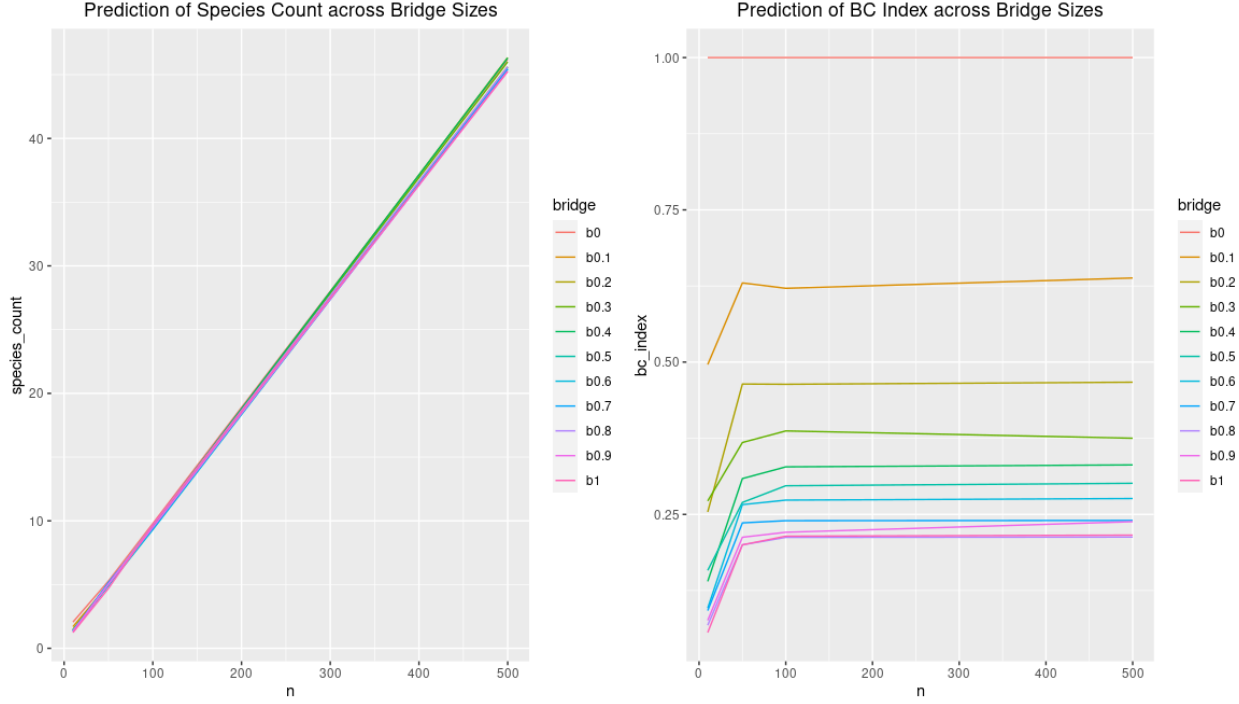 Prediction of Species Count across Bridge Sizes
species_count
40
30
20
10
0
0
100
200
300
400
500
n
bridge
b0
b0.1
b0.2
b0.3
b0.4
b0.5
b0.6
b0.7
b0.8
b0.9
b1
Prediction of BC Index across Bridge Sizes
bc_index
1.00
0.75
0.50
0.25
0
100
200
300
400
500
n
bridge
b0
b0.1
b0.2
b0.3
b0.4
b0.5
b0.6
b0.7
b0.8
b0.9
b1